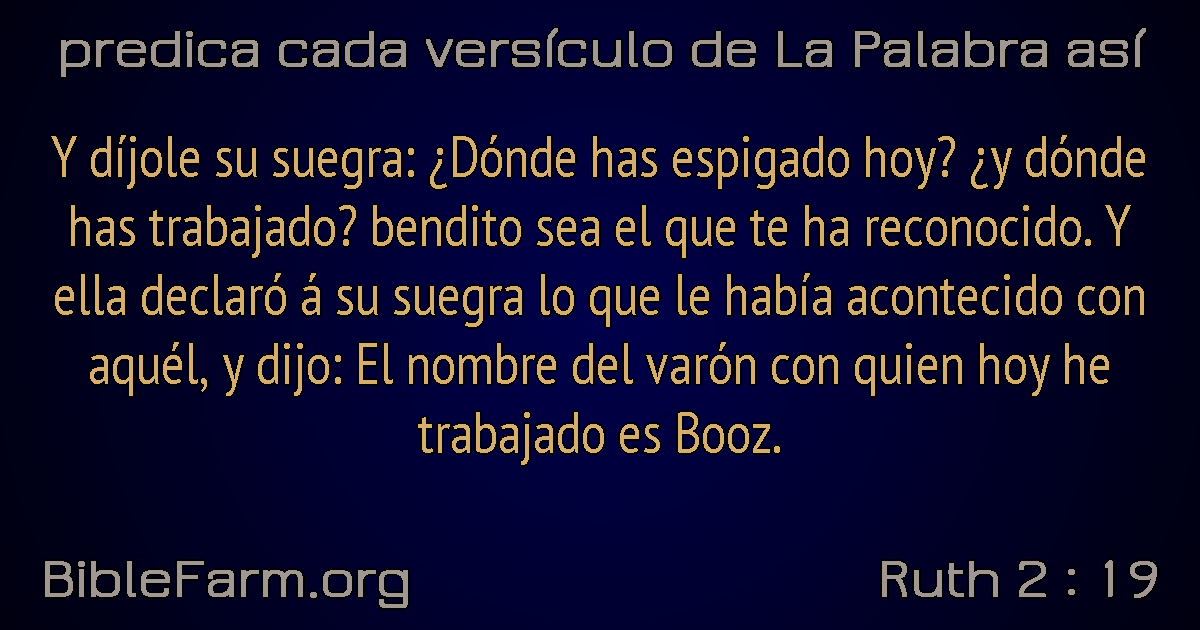 predica cada versículo de La Palabra así
Y díjole su suegra: ¿Dónde has espigado hoy? ¿y dónde
has trabajado? bendito sea el que te ha reconocido. Y
ella declaró á su suegra lo que le había acontecido con
aquél, y dijo: El nombre del varón con quien hoy he
trabajado es Booz.
BibleFarm.org
Ruth 2 : 19